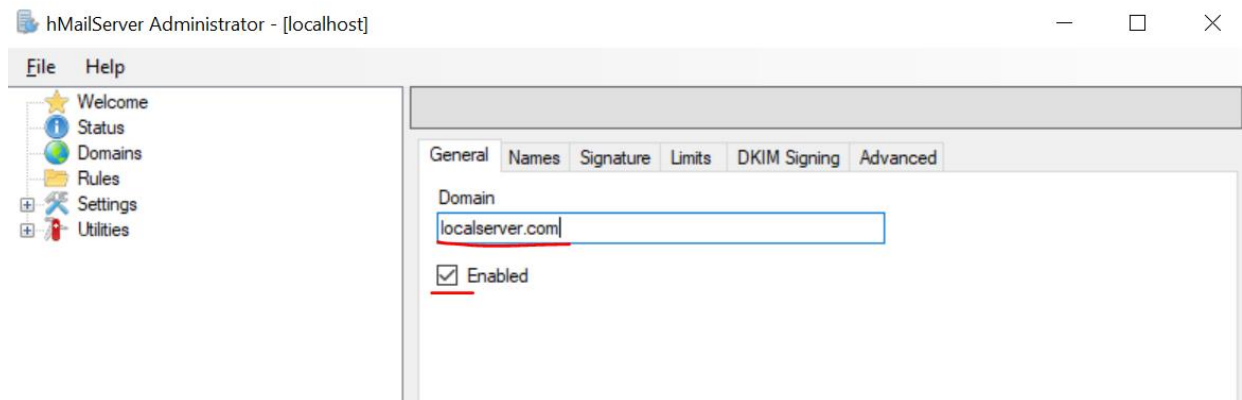 hMailServer Administrator - [localhost]
File Help
Welcome
Status
Domains
Rules
Settings
Utilities
General Names Signature Limits DKIM Signing Advanced
Domain
localserver.com
Enabled